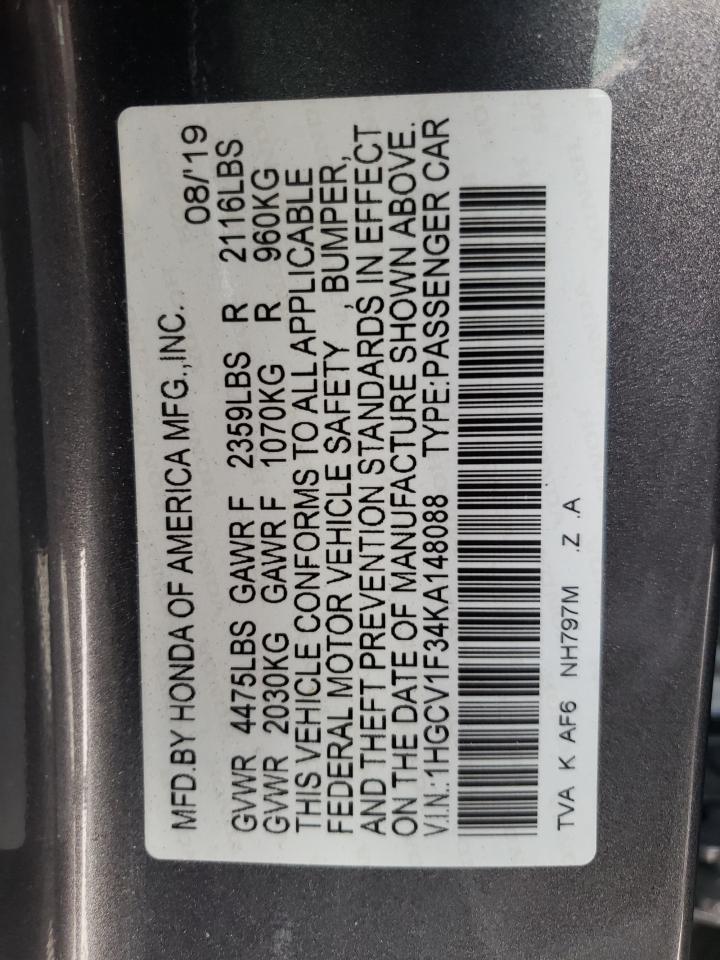 MFD.BY HONDA OF AMERICA MFG.,INC. 08/'19
GVWR 4475LBS GAWR F 2359LBS R 2116LBS
GVWR 2030KG GAWR F 1070KG R 960KG
THIS VEHICLE CONFORMS TO ALL APPLICABLE
FEDERAL MOTOR VEHICLE SAFETY , BUMPER,
AND THEFT PREVENTION STANDARDS IN EFFECT
ON THE DATE OF MANUFACTURE SHOWN ABOVE.
V.I.N.:1HGCV1F34KA148088 TYPE:PASSENGER CAR
TVA K AF6 NH797M .Z .A